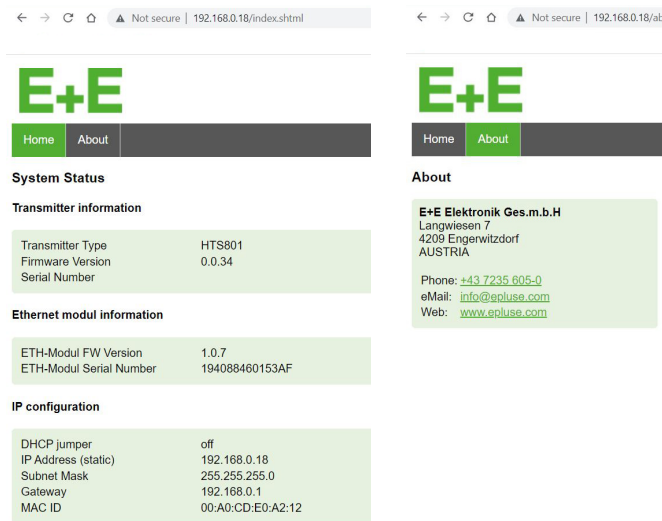 Not secure | 192.168.0.18/index.shtml
E+E
Home About
System Status
Transmitter information
Transmitter Type HTS801
Firmware Version 0.0.34
Serial Number
Ethernet modul information
ETH-Modul FW Version 1.0.7
ETH-Modul Serial Number 194088460153AF
IP configuration
DHCP jumper off
IP Address (static) 192.168.0.18
Subnet Mask 255.255.255.0
Gateway 192.168.0.1
MAC ID 00:A0:CD:E0:A2:12
Not secure | 192.168.0.18/ab
E+E
Home About
About
E+E Elektronik Ges.m.b.H
Langwiesen 7
4209 Engerwitzdorf
AUSTRIA
Phone: +43 7235 605-0
eMail: info@epluse.com
Web: www.epluse.com